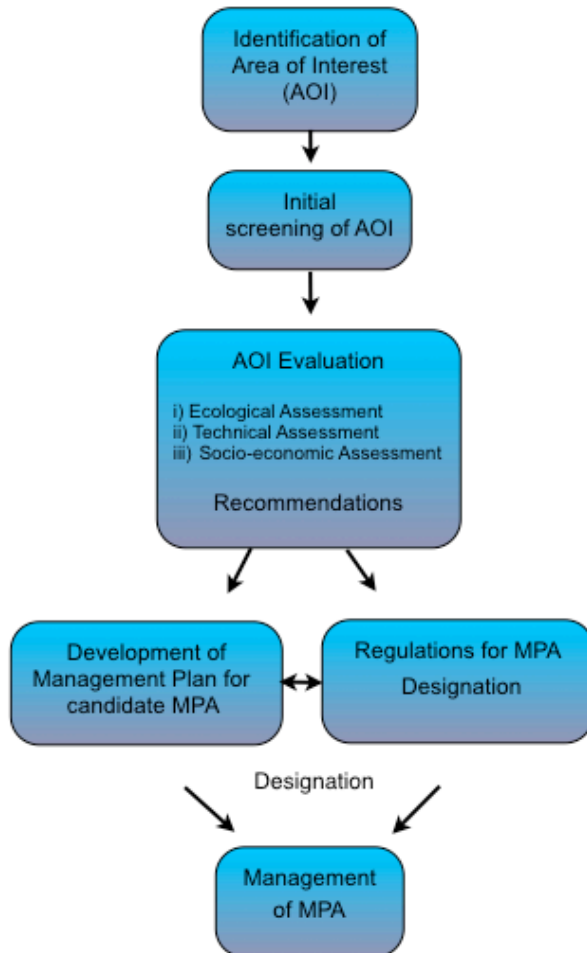 Identification of
Area of Interest
(AOI)
Initial
screening of AOI
AOI Evaluation
i) Ecological Assessment
ii) Technical Assessment
iii) Socio-economic Assessment
Recommendations
Development of
Management Plan for
candidate MPA
Regulations for MPA
Designation
Designation
Management
of MPA